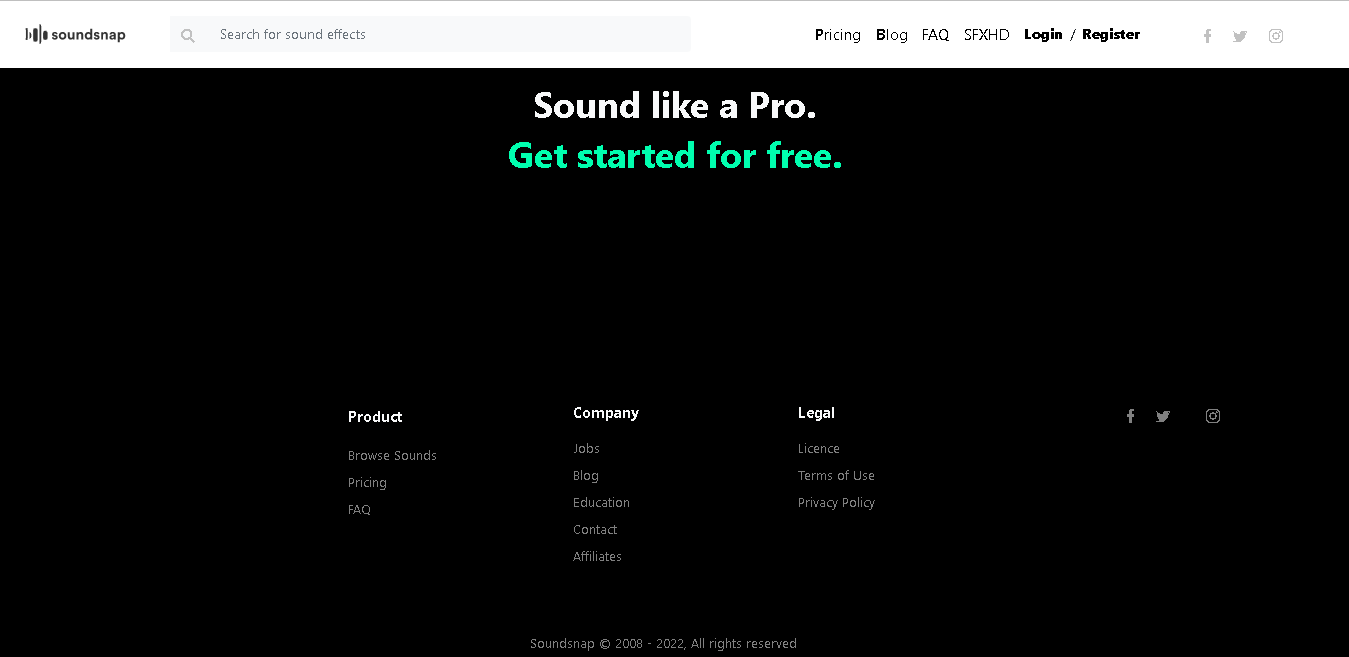 soundsnap
Search for sound effects
Pricing Blog FAQ SFXHD Login / Register
Sound like a Pro.
Get started for free.
Product
Browse Sounds
Pricing
FAQ
Company
Jobs
Blog
Education
Contact
Affiliates
Legal
Licence
Terms of Use
Privacy Policy
Soundsnap © 2008 - 2022, All rights reserved